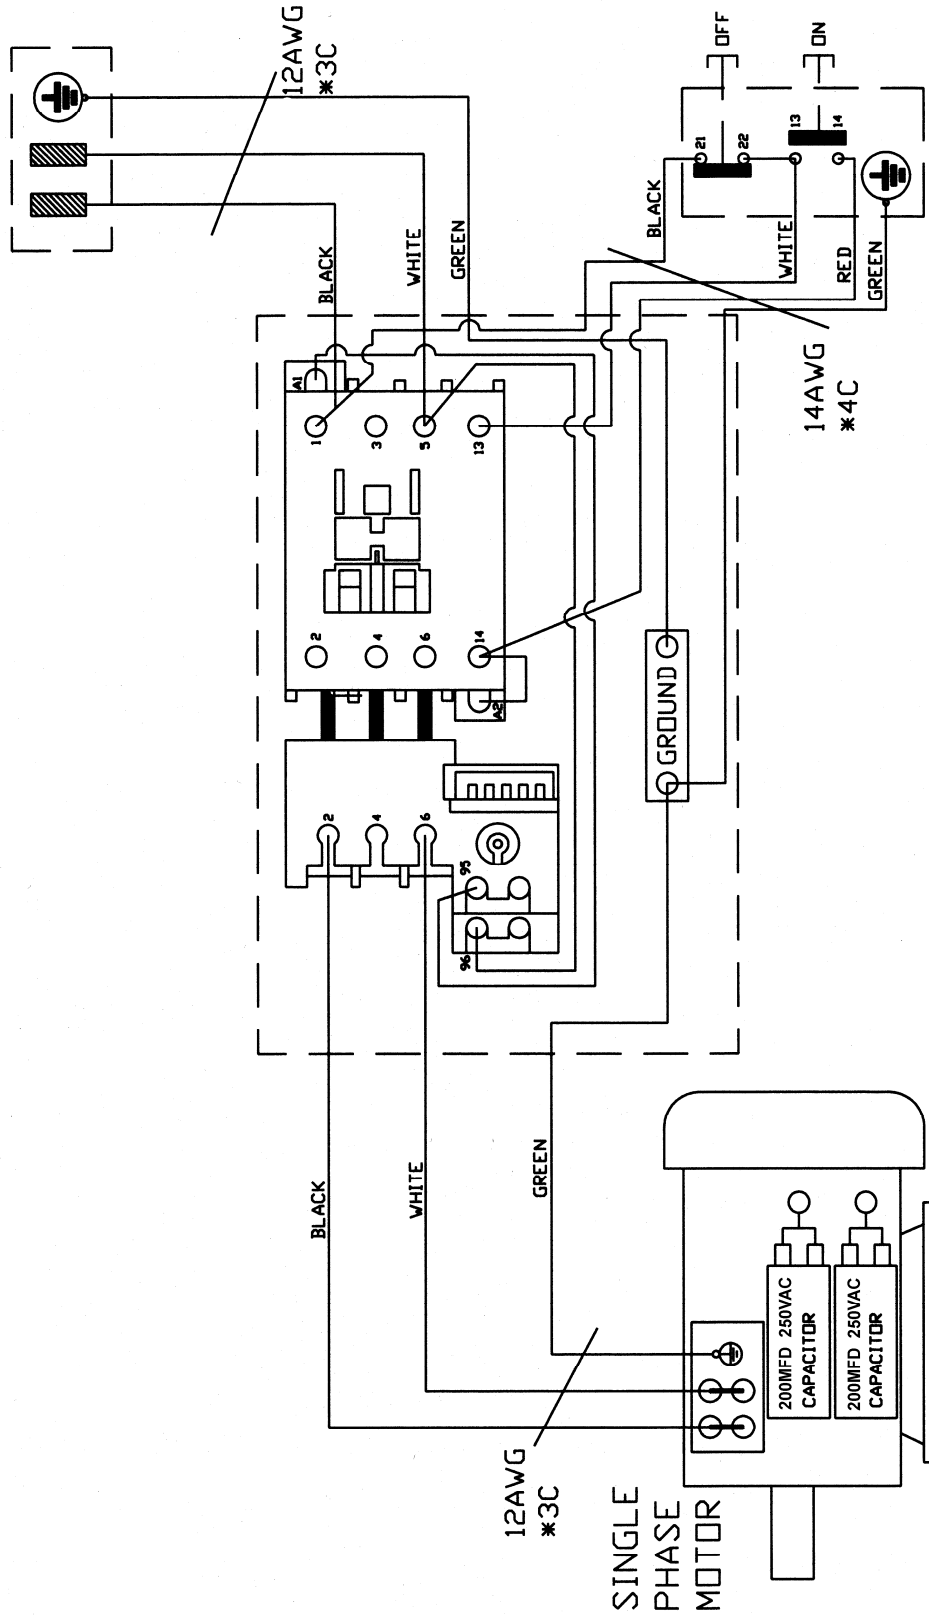 12AWG
*3C
OFF
ON
21
22
13
14
BLACK
WHITE
GREEN
BLACK
WHITE
RED
GREEN
14AWG
*4C
A1
1
3
5
13
2
4
6
14
A2
GROUND
2
4
6
95
96
BLACK
WHITE
GREEN
12AWG
*3C
200MFD 250VAC
CAPACITOR
200MFD 250VAC
CAPACITOR
SINGLE
PHASE
MOTOR